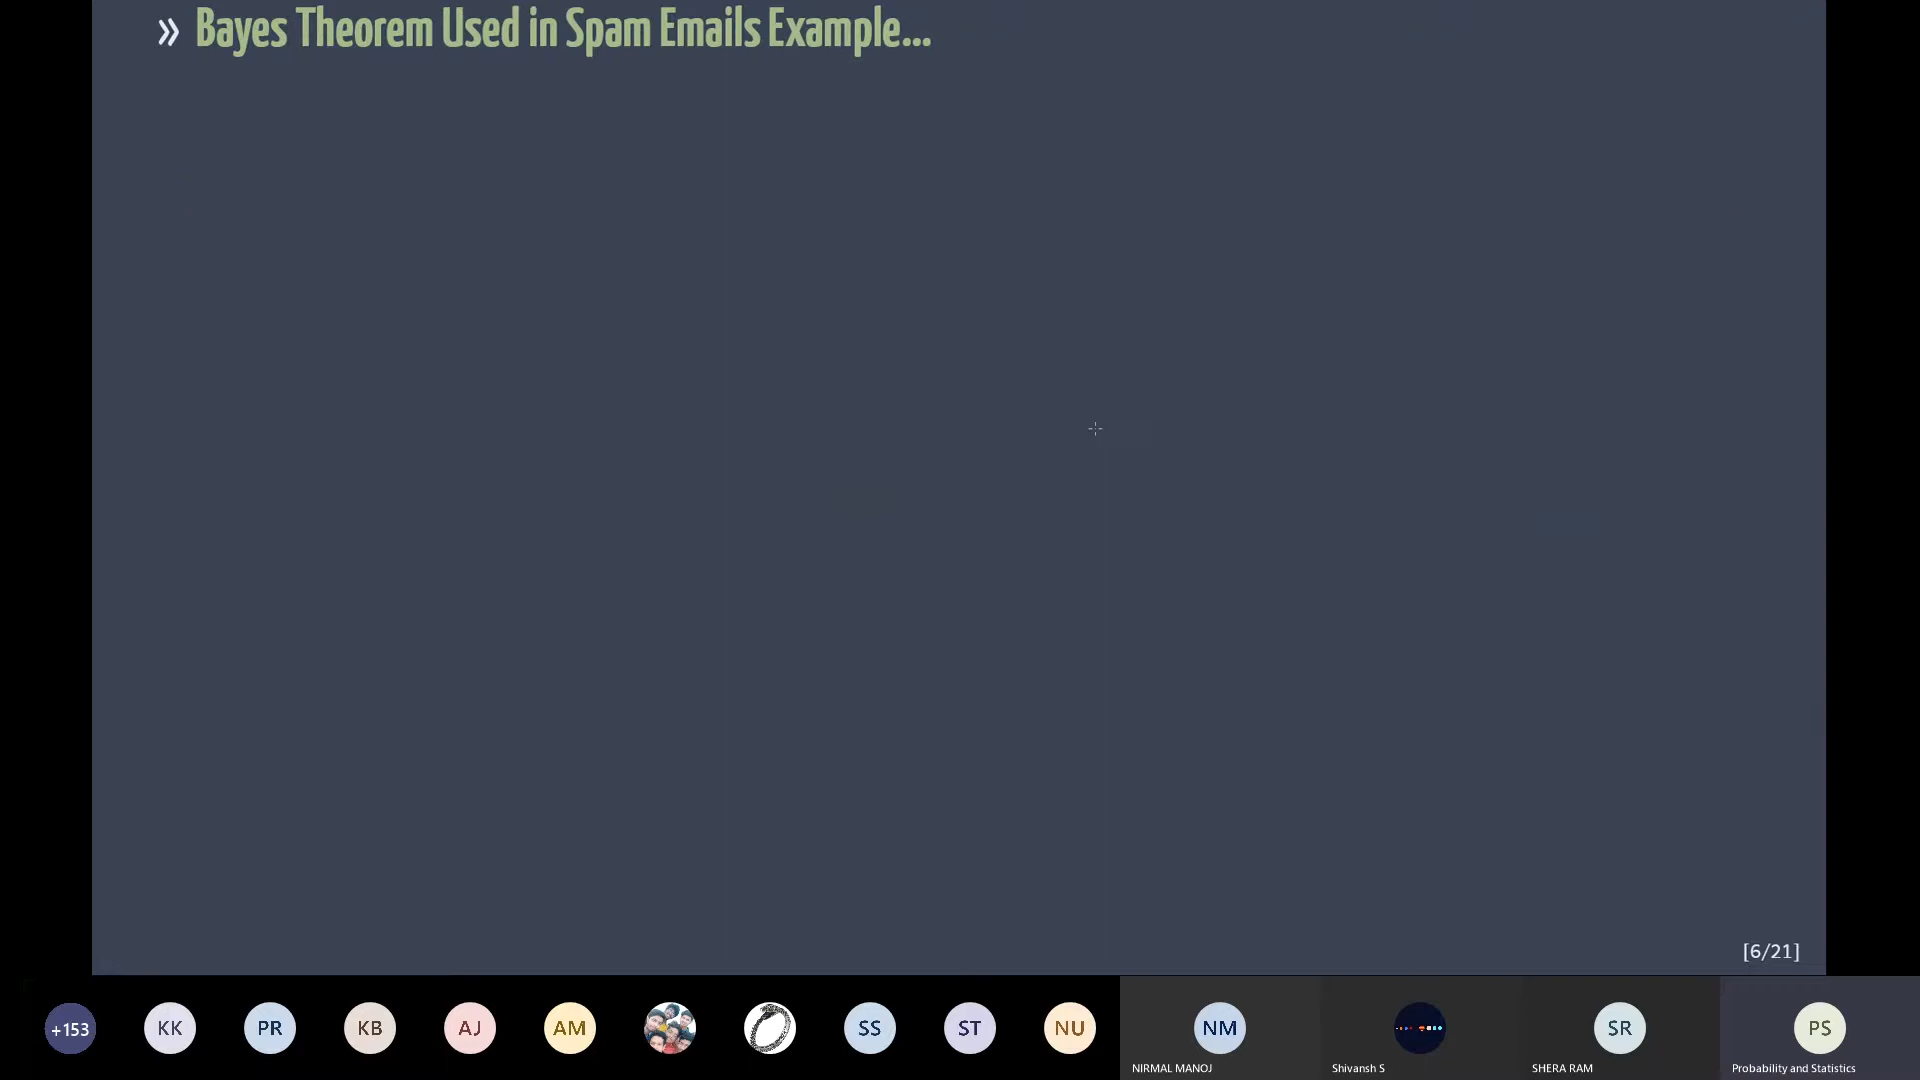 » Bayes Theorem Used in Spam Emails Example...
[6/21]
+153
KK
PR
KB
AJ
AM
SS
ST
NU
NM
SR
PS
NIRMAL MANOJ
Shivansh S
SHERA RAM
Probability and Statistics